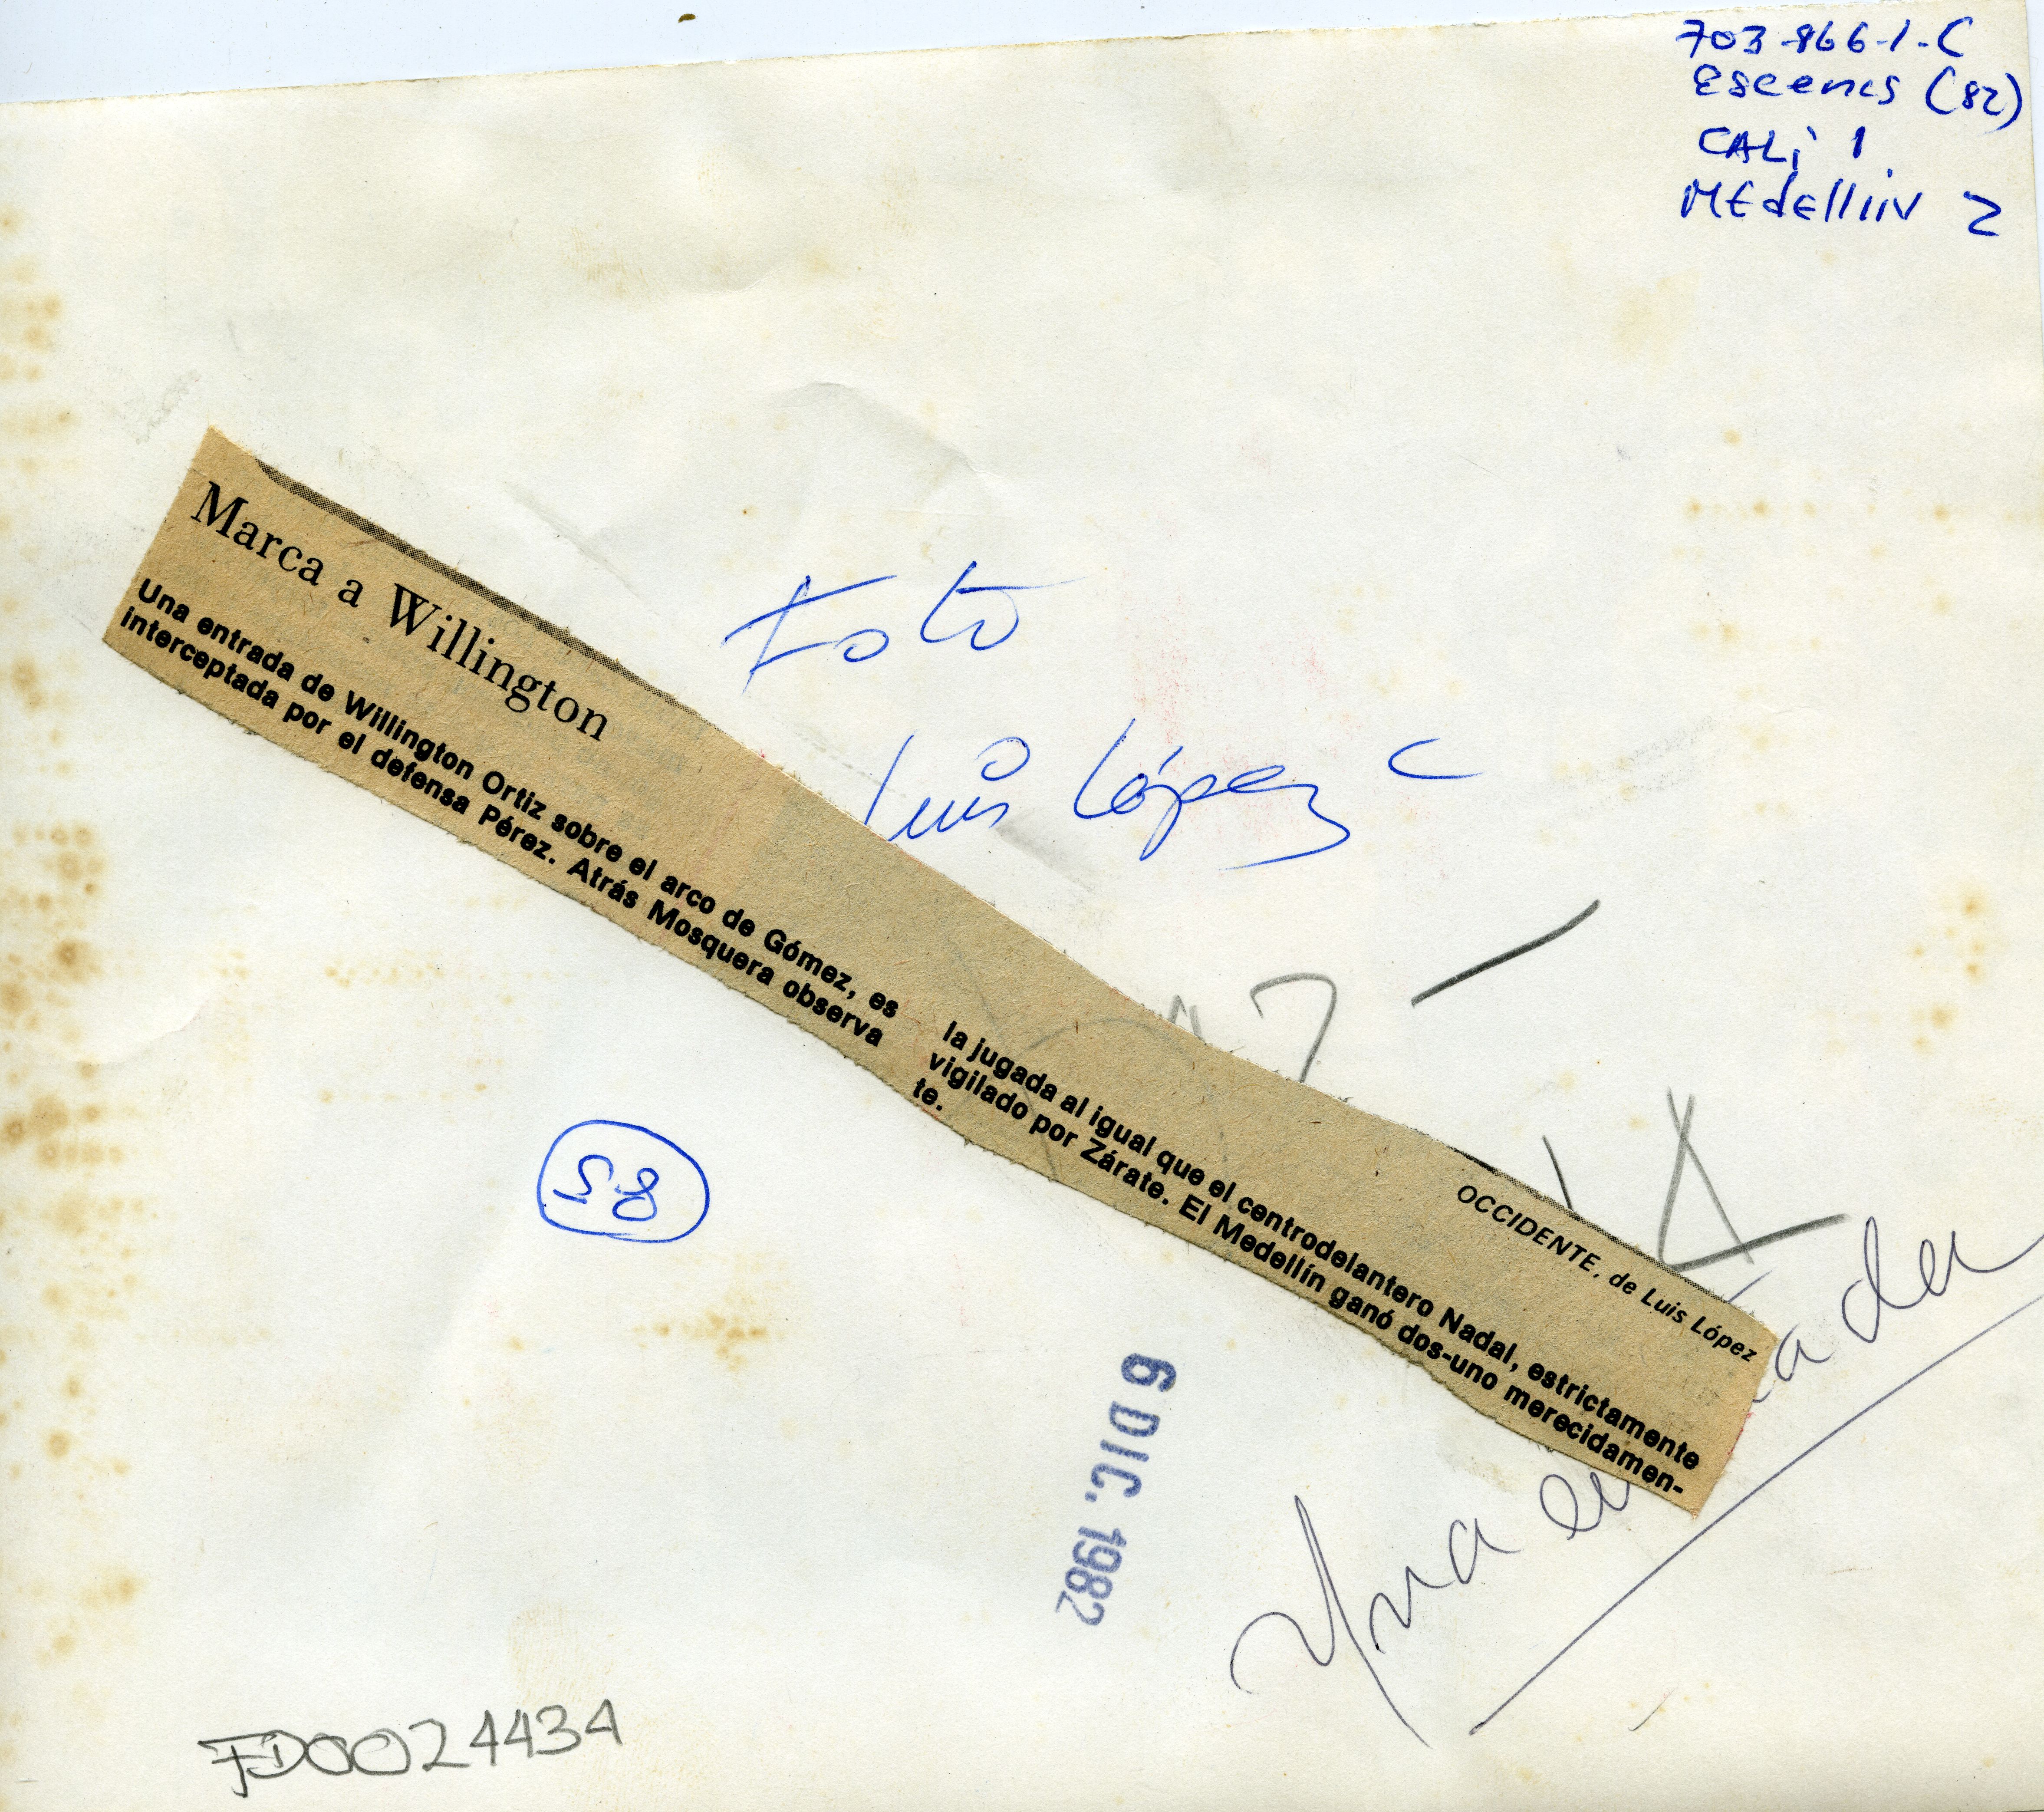 703-866-1-C
Escenas (82)
CALi 1
MEdElliN 2
Marca a Willington
Una entrada de Willington Ortiz sobre el arco de Gómez, es
interceptada por el defensa Pérez. Atrás Mosquera observa
la jugada al igual que el centrodelantero Nadal, estrictamente
vigilado por Zárate. El Medellín ganó dos-uno merecidamen-
te.
OCCIDENTE, de Luis López
Foto
Luis López C
58
6 DIC. 1982
FD0024434